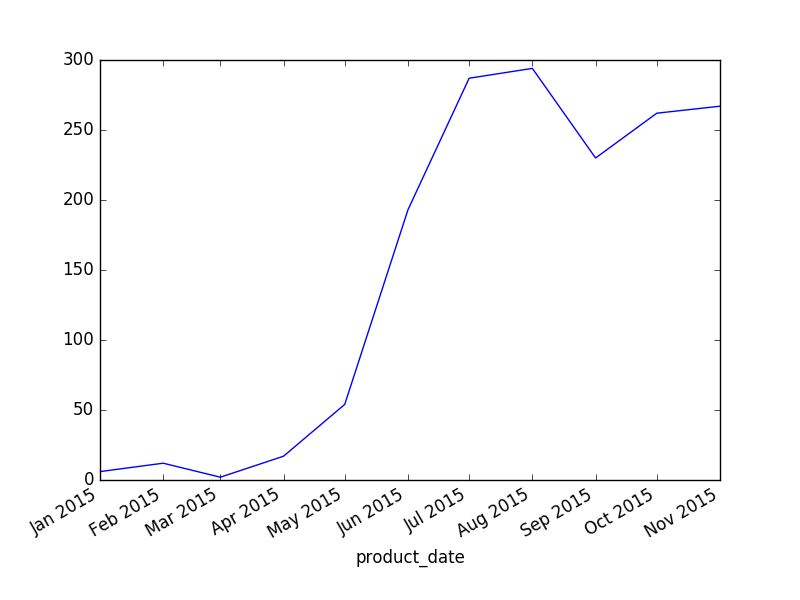 300
250
200
150
100
50
0
Jan 2015
Feb 2015
Mar 2015
Apr 2015
May 2015
Jun 2015
Jul 2015
Aug 2015
Sep 2015
Oct 2015
Nov 2015
product_date